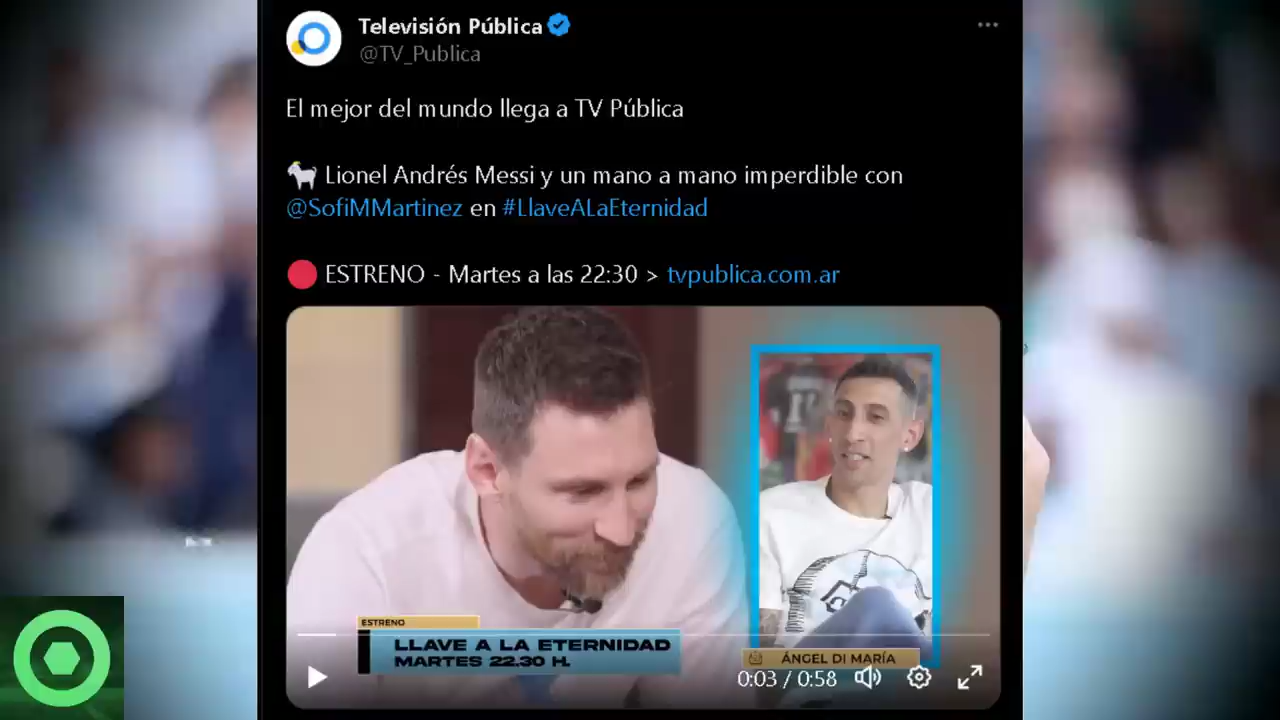 Televisión Pública
@TV_Publica
El mejor del mundo llega a TV Pública
Lionel Andrés Messi y un mano a mano imperdible con
@SofiMMartinez en #LlaveALaEternidad
ESTRENO - Martes a las 22:30 > tvpublica.com.ar
ESTRENO
LLAVE A LA ETERNIDAD
MARTES 22.30 H.
ÁNGEL DI MARÍA
0:03 / 0:58